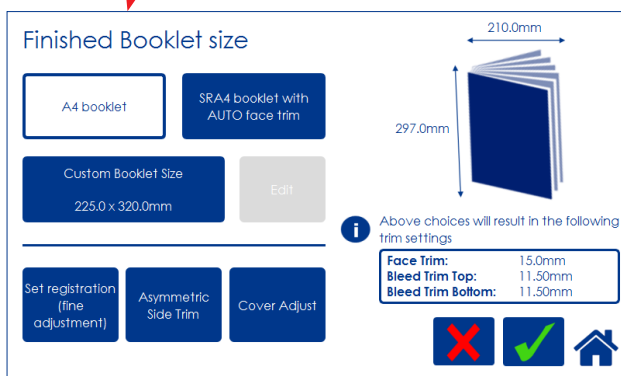 Finished Booklet size
A4 booklet
SRA4 booklet with
AUTO face trim
Custom Booklet Size
225.0 x 320.0mm
Edit
Set registration
(fine
adjustment)
Asymmetric
Side Trim
Cover Adjust
210.0mm
297.0mm
i
Above choices will result in the following
trim settings
Face Trim: 15.0mm
Bleed Trim Top: 11.50mm
Bleed Trim Bottom: 11.50mm